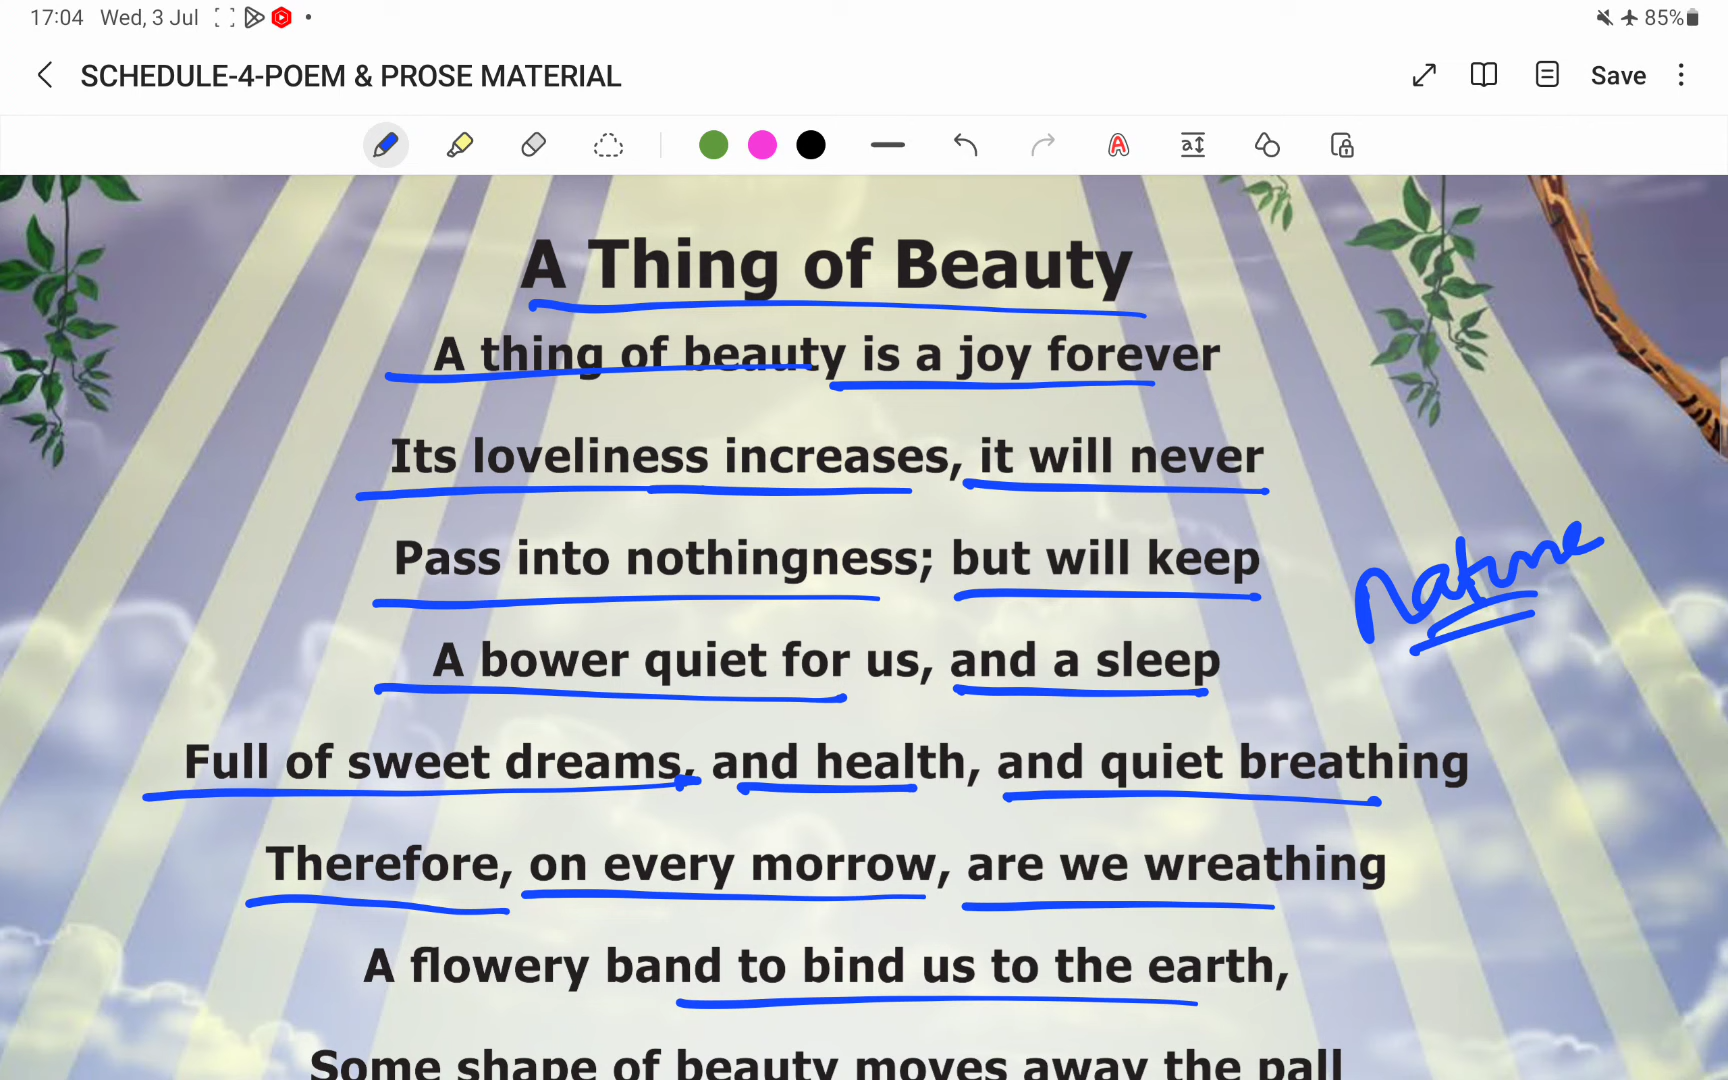 17:04 Wed, 3 Jul
85%
SCHEDULE-4-POEM & PROSE MATERIAL
Save
A Thing of Beauty
A thing of beauty is a joy forever
Its loveliness increases, it will never
Pass into nothingness; but will keep
nature
A bower quiet for us, and a sleep
Full of sweet dreams, and health, and quiet breathing
Therefore, on every morrow, are we wreathing
A flowery band to bind us to the earth,
Some shape of beauty moves away the pall